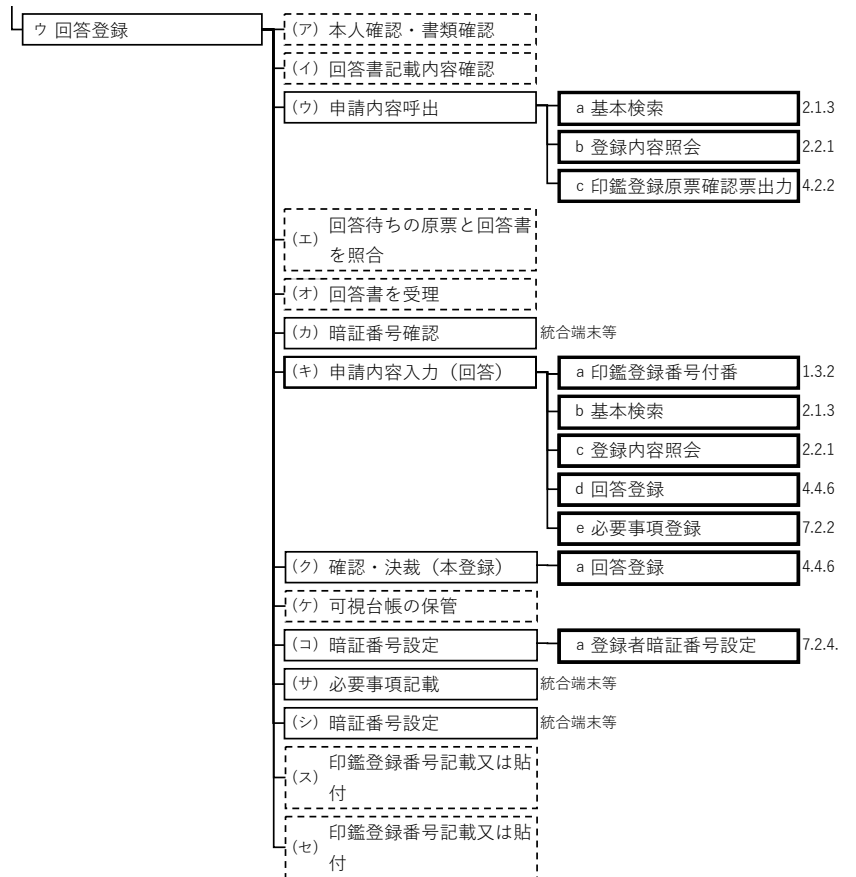 ウ 回答登録
(ア) 本人確認・書類確認
(イ) 回答書記載内容確認
(ウ) 申請内容呼出
a 基本検索 2.1.3
b 登録内容照会 2.2.1
c 印鑑登録原票確認票出力 4.2.2
(エ) 回答待ちの原票と回答書
を照合
(オ) 回答書を受理
(カ) 暗証番号確認 統合端末等
(キ) 申請内容入力（回答）
a 印鑑登録番号付番 1.3.2
b 基本検索 2.1.3
c 登録内容照会 2.2.1
d 回答登録 4.4.6
e 必要事項登録 7.2.2
(ク) 確認・決裁（本登録）
a 回答登録 4.4.6
(ケ) 可視台帳の保管
(コ) 暗証番号設定
a 登録者暗証番号設定 7.2.4.
(サ) 必要事項記載 統合端末等
(シ) 暗証番号設定 統合端末等
(ス) 印鑑登録番号記載又は貼
付
(セ) 印鑑登録番号記載又は貼
付